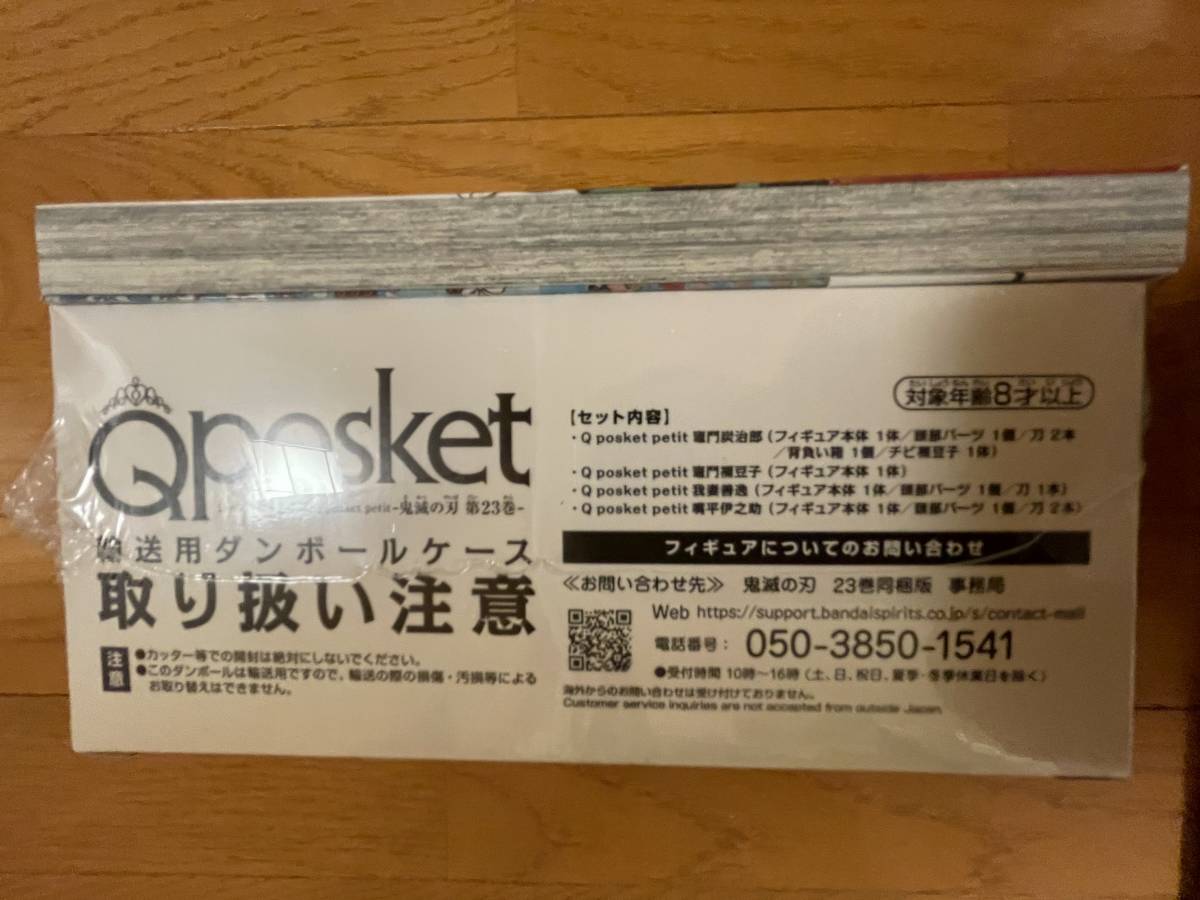 Qposket
posket petit-鬼滅の刃 第23巻-
輸送用ダンボールケース
取り扱い注意
注意
●カッター等での開封は絶対にしないでください。
●このダンボールは輸送用ですので、輸送の際の損傷・汚損等による
お取り替えはできません。
対象年齢8才以上
【セット内容】
・Q posket petit 竈門炭治郎（フィギュア本体 1体／頭部パーツ 1個／刀 2本
／背負い箱 1個／チビ禰豆子 1体）
・Q posket petit 竈門禰豆子（フィギュア本体 1体）
・Q posket petit 我妻善逸（フィギュア本体 1体／頭部パーツ 1個／刀 1本）
・Q posket petit 嘴平伊之助（フィギュア本体 1体／頭部パーツ 1個／刀 2本）
フィギュアについてのお問い合わせ
≪お問い合わせ先≫ 鬼滅の刃 23巻同梱版 事務局
Web https://support.bandaispirits.co.jp/s/contact-mail
電話番号： 050-3850-1541
●受付時間 10時～16時（土、日、祝日、夏季・冬季休業日を除く）
海外からのお問い合わせは受け付けておりません。
Customer service inquiries are not accepted from outside Japan.